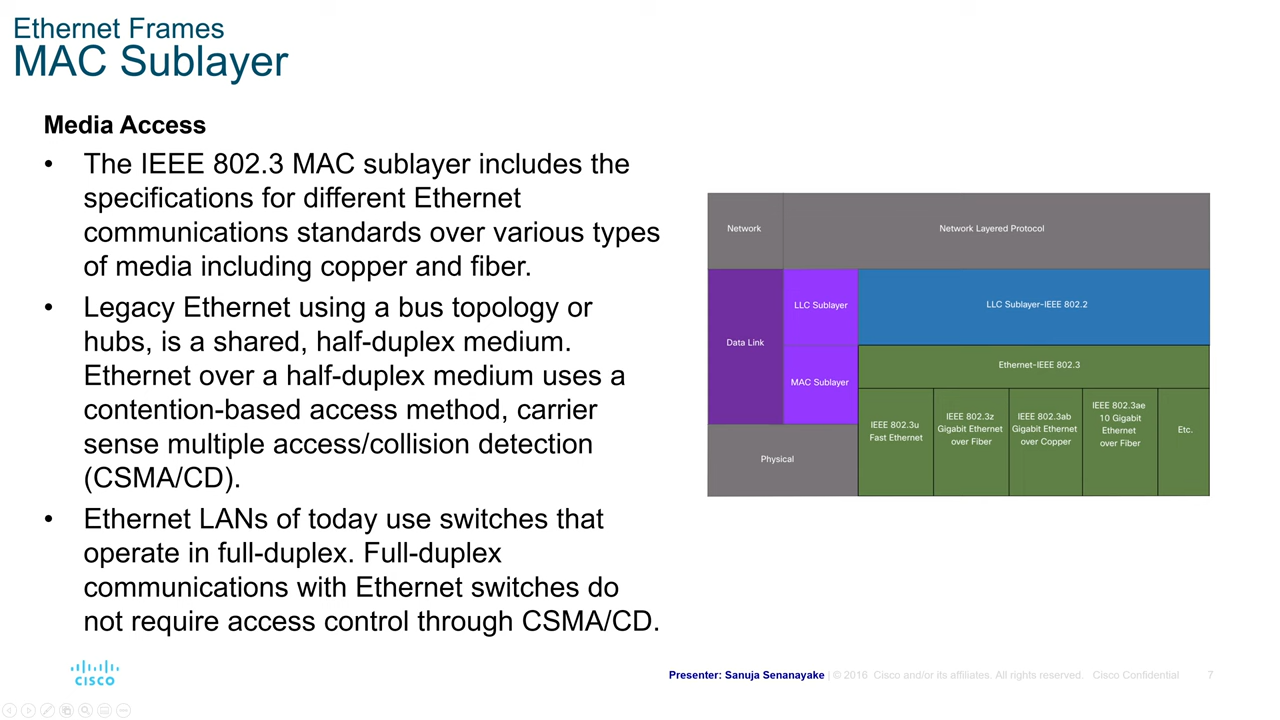 Ethernet Frames
MAC Sublayer
Media Access
• The IEEE 802.3 MAC sublayer includes the
specifications for different Ethernet
communications standards over various types
of media including copper and fiber.
• Legacy Ethernet using a bus topology or
hubs, is a shared, half-duplex medium.
Ethernet over a half-duplex medium uses a
contention-based access method, carrier
sense multiple access/collision detection
(CSMA/CD).
• Ethernet LANs of today use switches that
operate in full-duplex. Full-duplex
communications with Ethernet switches do
not require access control through CSMA/CD.
Network
Network Layered Protocol
Data Link
LLC Sublayer
LLC Sublayer-IEEE 802.2
MAC Sublayer
Ethernet-IEEE 802.3
IEEE 802.3u
Fast Ethernet
IEEE 802.3z
Gigabit Ethernet
over Fiber
IEEE 802.3ab
Gigabit Ethernet
over Copper
IEEE 802.3ae
10 Gigabit
Ethernet
over Fiber
Etc.
Physical
CISCO
Presenter: Sanuja Senanayake | © 2016 Cisco and/or its affiliates. All rights reserved. Cisco Confidential
7